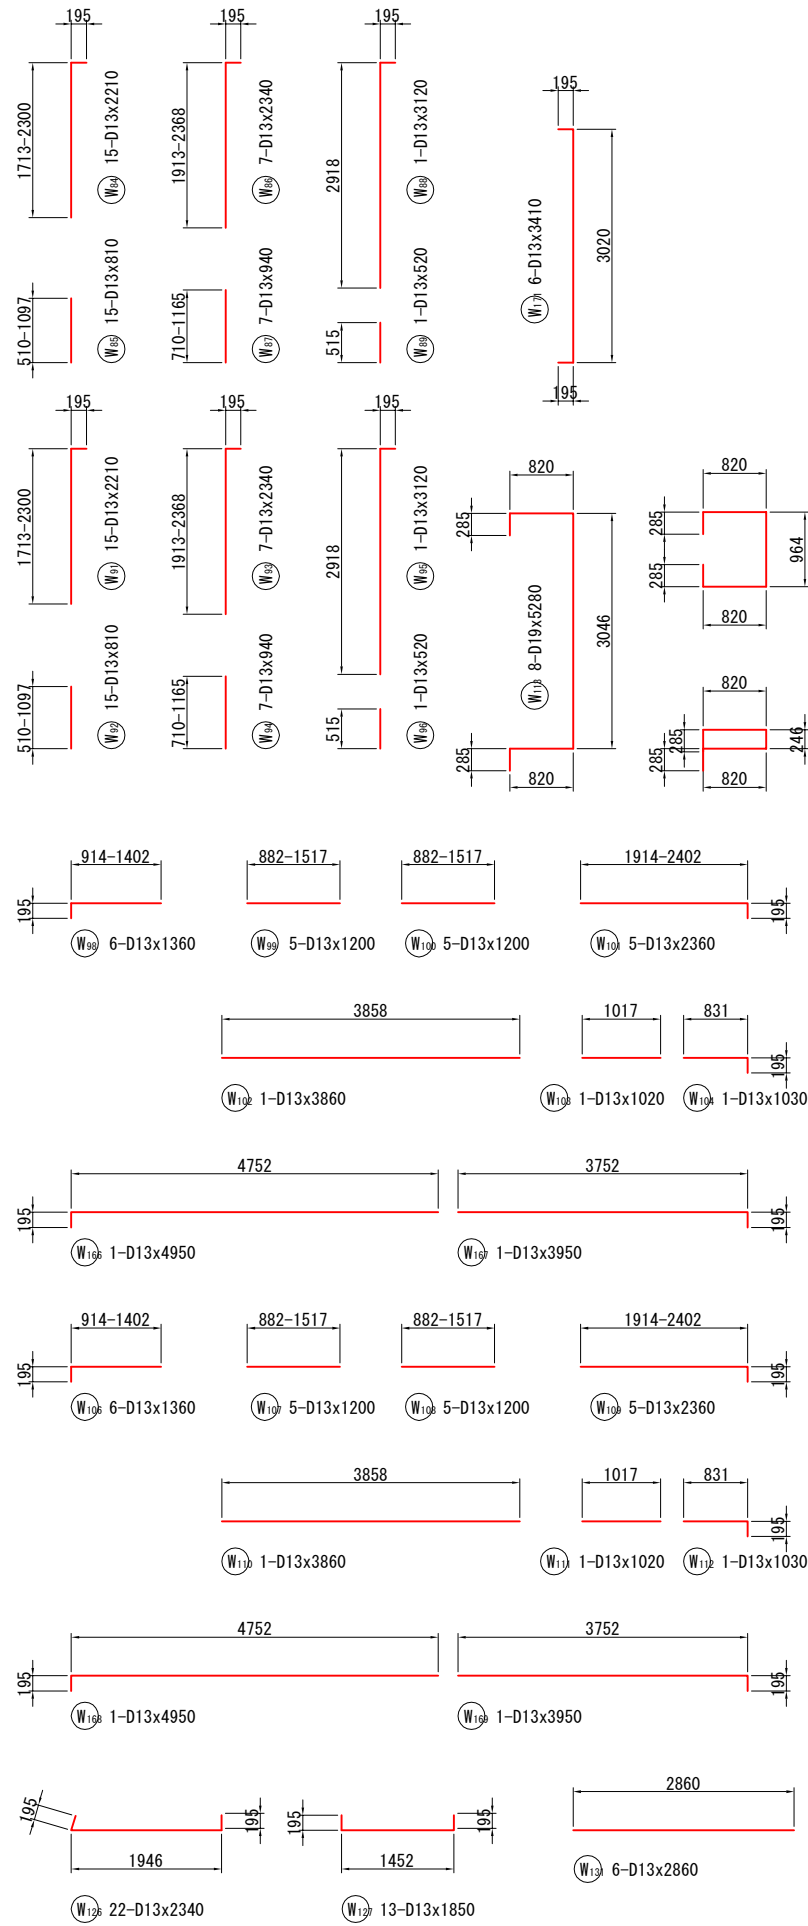 195
195
195
1713-2300
W84 15-D13x2210
1913-2368
W86 7-D13x2340
2918
W88 1-D13x3120
195
W171 6-D13x3410
3020
195
510-1097
W85 15-D13x810
710-1165
W87 7-D13x940
515
W89 1-D13x520
195
195
195
1713-2300
W91 15-D13x2210
1913-2368
W93 7-D13x2340
2918
W95 1-D13x3120
510-1097
W92 15-D13x810
710-1165
W94 7-D13x940
515
W96 1-D13x520
820
285
W113 8-D19x5280
3046
285
820
820
285
285
964
820
820
285
285
246
820
914-1402
882-1517
882-1517
1914-2402
195
195
W98 6-D13x1360
W99 5-D13x1200
W100 5-D13x1200
W101 5-D13x2360
3858
1017
831
195
W102 1-D13x3860
W103 1-D13x1020
W104 1-D13x1030
4752
3752
195
195
W166 1-D13x4950
W167 1-D13x3950
914-1402
882-1517
882-1517
1914-2402
195
195
W106 6-D13x1360
W107 5-D13x1200
W108 5-D13x1200
W109 5-D13x2360
3858
1017
831
195
W110 1-D13x3860
W111 1-D13x1020
W112 1-D13x1030
4752
3752
195
195
W168 1-D13x4950
W169 1-D13x3950
195
195
1946
W126 22-D13x2340
195
195
1452
W127 13-D13x1850
2860
W131 6-D13x2860